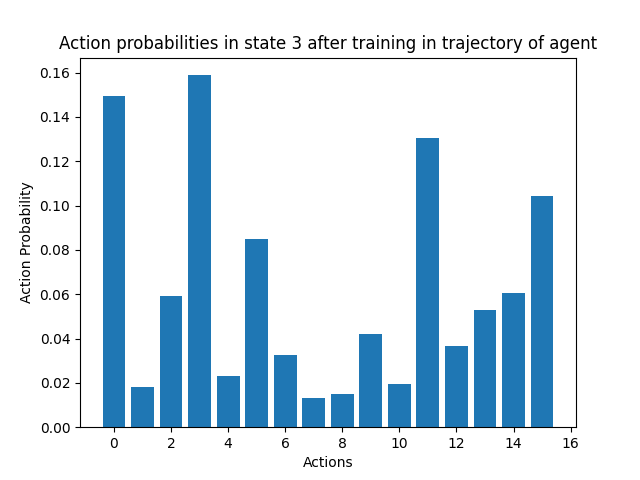 Action probabilities in state 3 after training in trajectory of agent
0.16
0.14
0.12
0.10
0.08
0.06
0.04
0.02
0.00
Action Probability
0 2 4 6 8 10 12 14 16
Actions